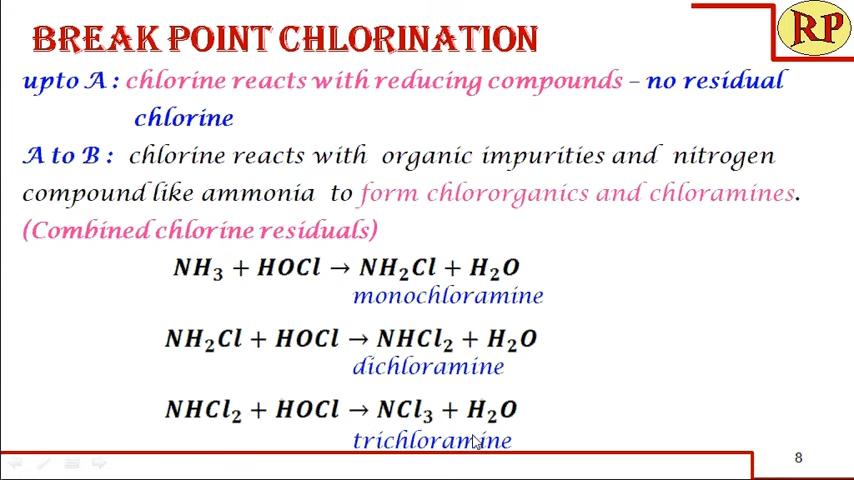 BREAK POINT CHLORINATION
RP
upto A : chlorine reacts with reducing compounds – no residual
chlorine
A to B : chlorine reacts with organic impurities and nitrogen
compound like ammonia to form chlororganics and chloramines.
(Combined chlorine residuals)
NH₃ + HOCl → NH₂Cl + H₂O
monochloramine
NH₂Cl + HOCl → NHCl₂ + H₂O
dichloramine
NHCl₂ + HOCl → NCl₃ + H₂O
trichloramine
8